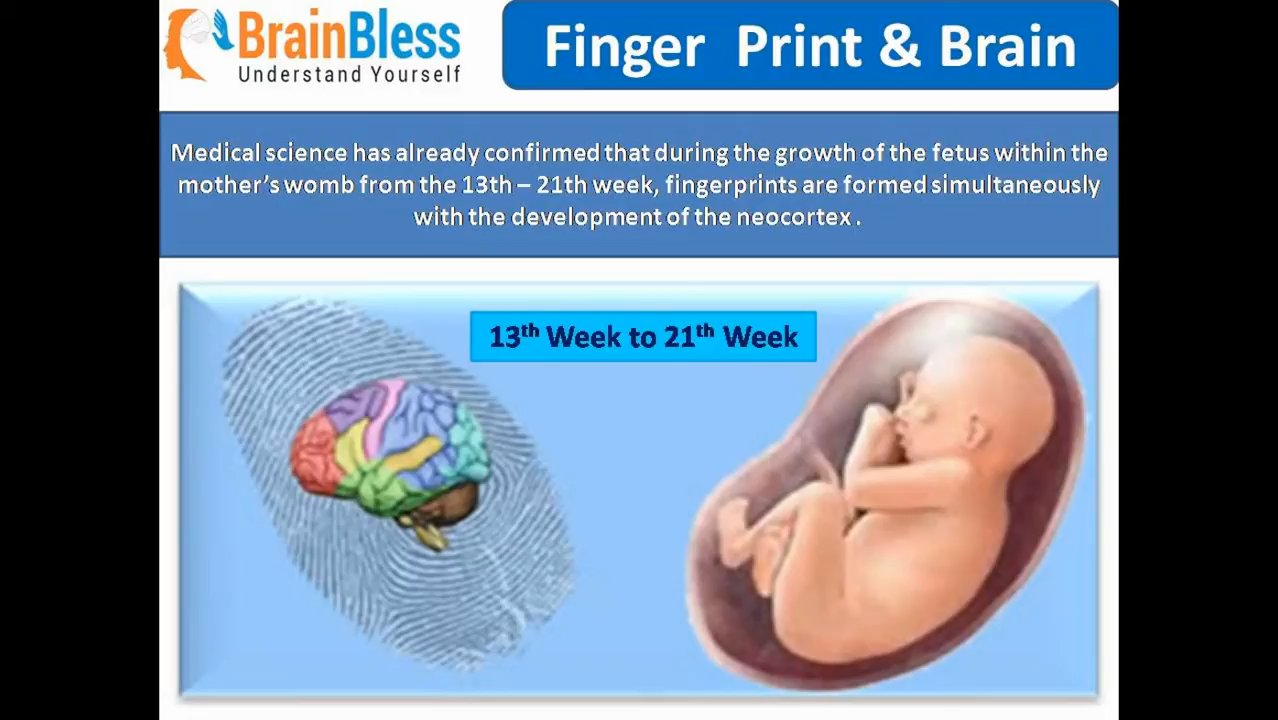 BrainBless
Understand Yourself
Finger Print & Brain
Medical science has already confirmed that during the growth of the fetus within the
mother's womb from the 13th – 21th week, fingerprints are formed simultaneously
with the development of the neocortex .
13th Week to 21th Week